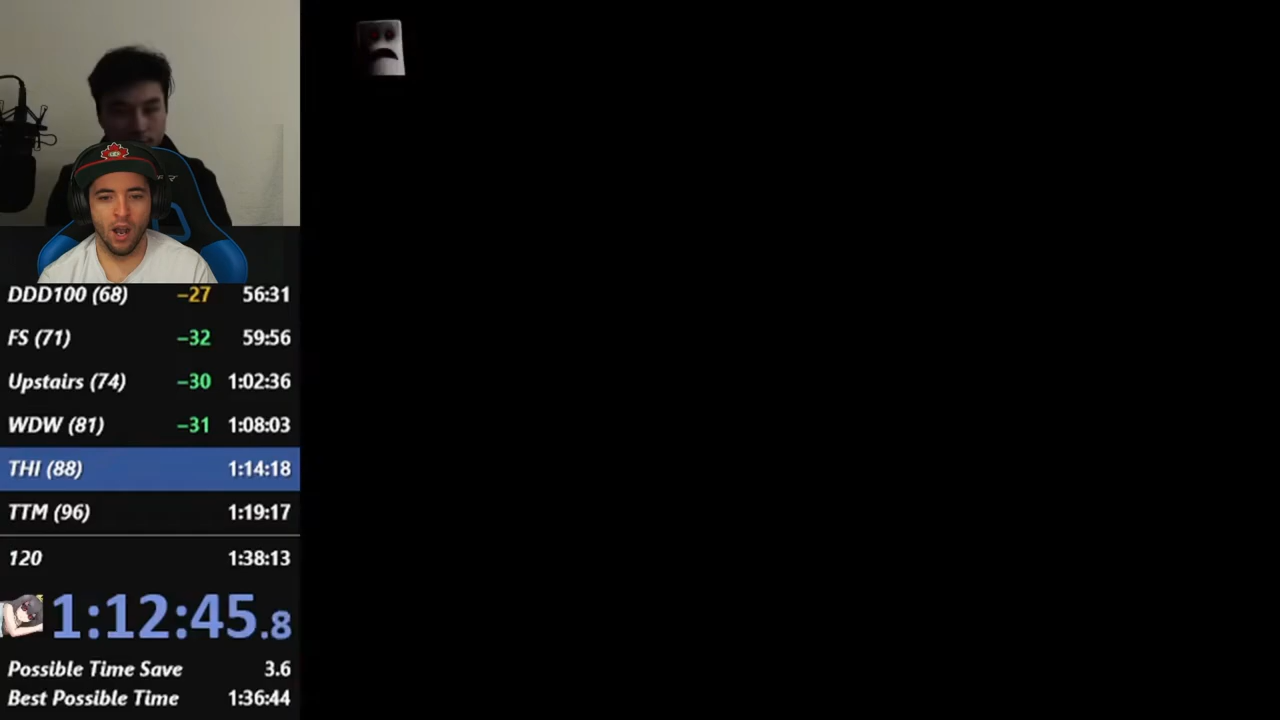 DDD100 (68) -27 56:31
FS (71) -32 59:56
Upstairs (74) -30 1:02:36
WDW (81) -31 1:08:03
THI (88) 1:14:18
TTM (96) 1:19:17
120 1:38:13
1:12:45.8
Possible Time Save 3.6
Best Possible Time 1:36:44